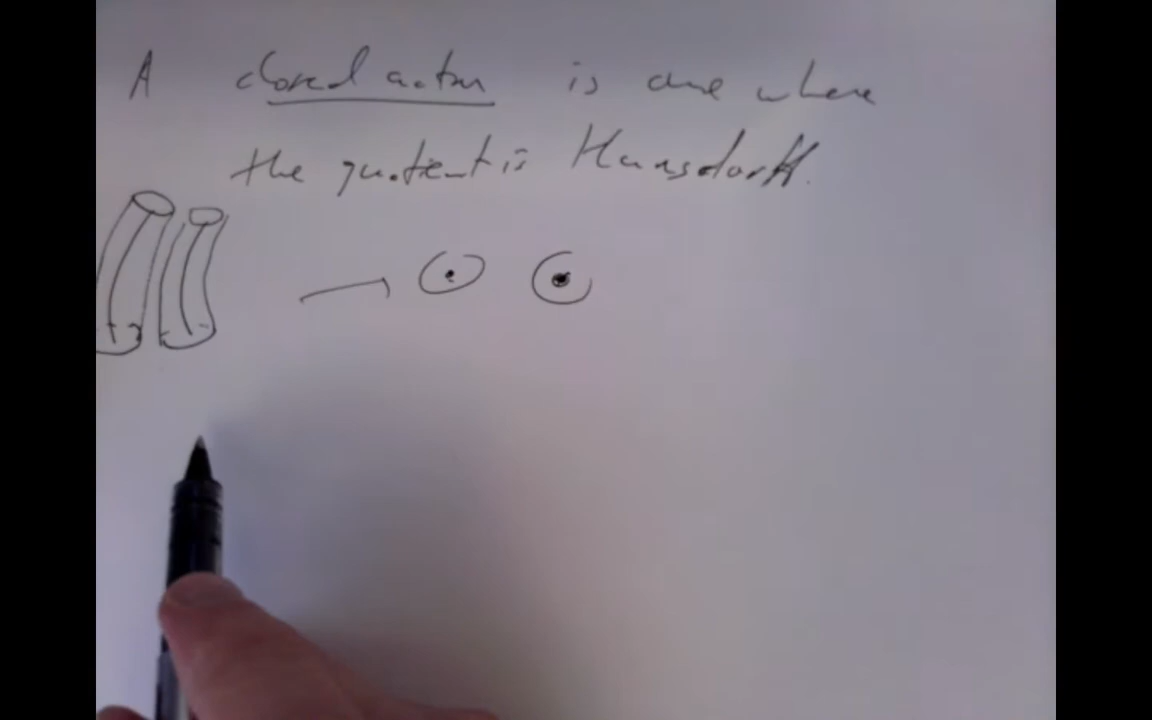 A closed action is one where
the quotient is Hausdorff.